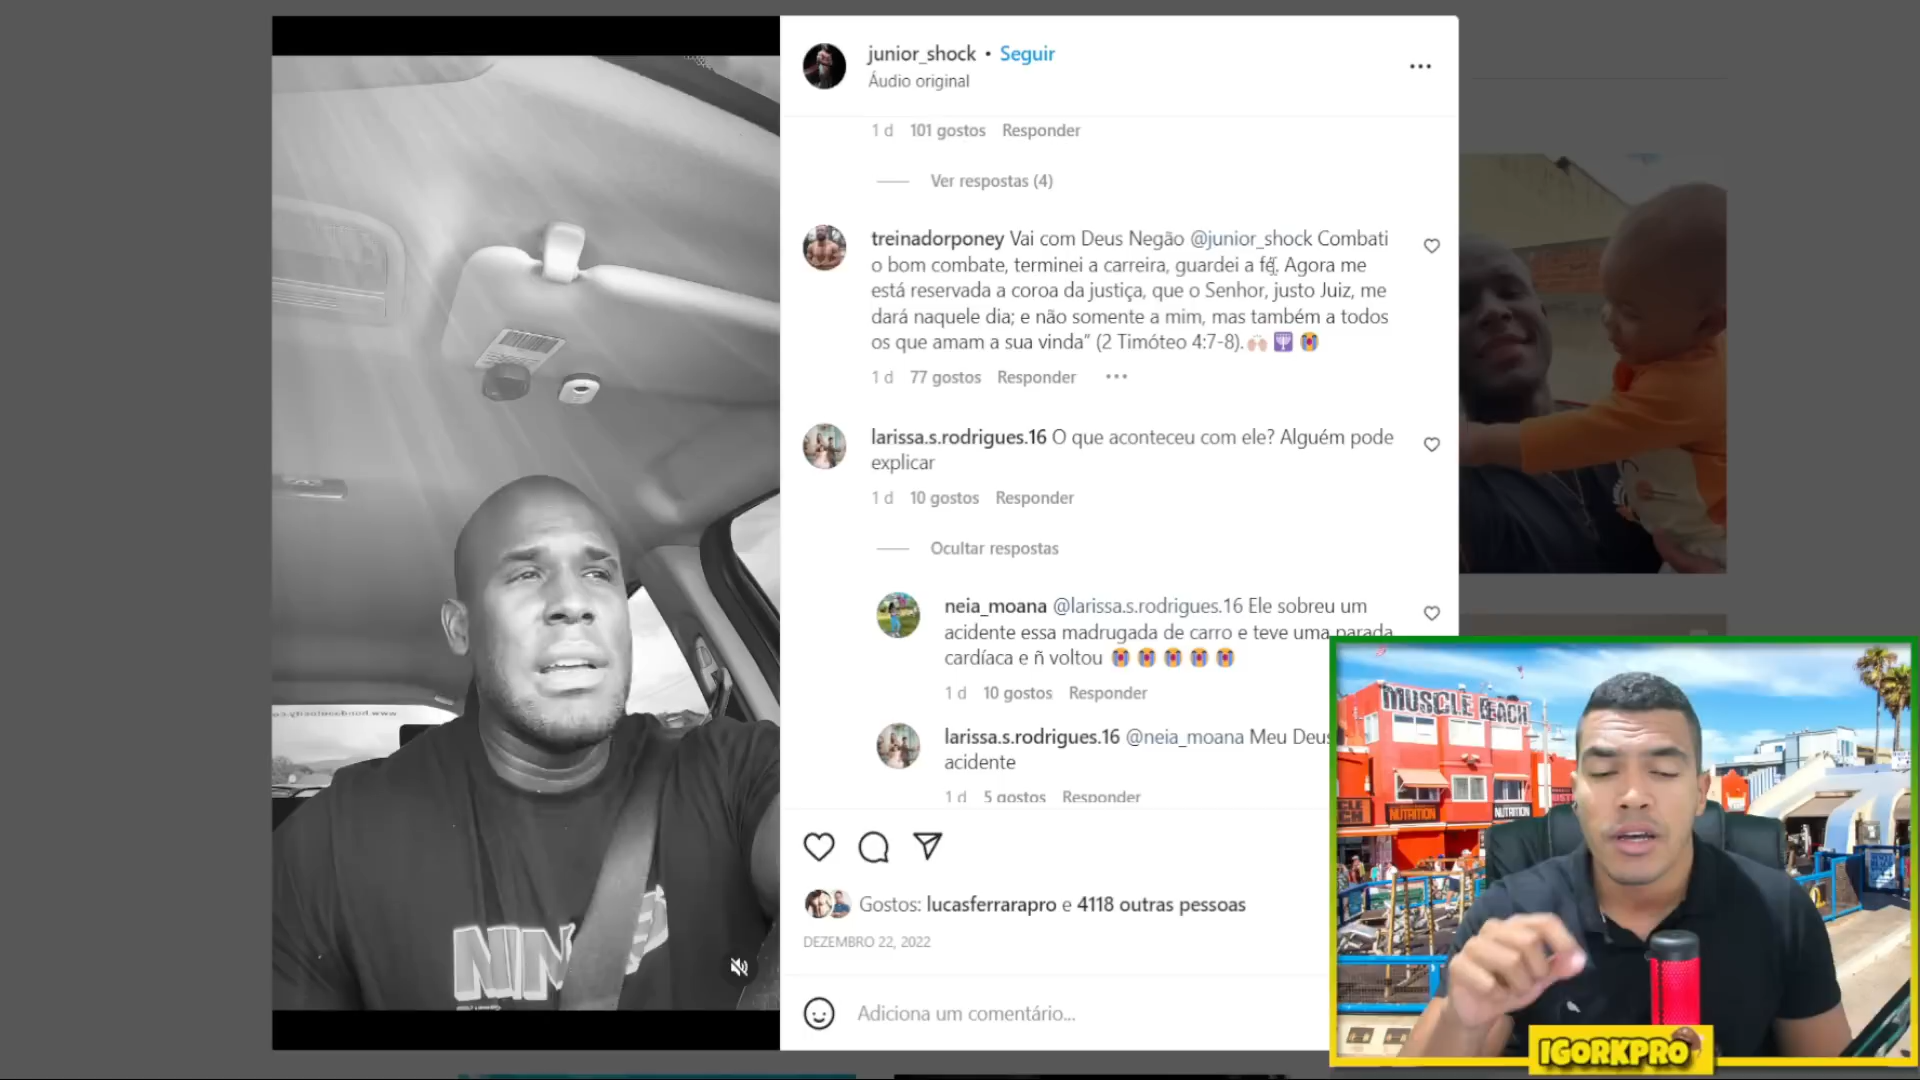 junior_shock • Seguir
Áudio original
1 d 101 gostos Responder
Ver respostas (4)
treinadorponey Vai com Deus Negão @junior_shock Combati
o bom combate, terminei a carreira, guardei a fé. Agora me
está reservada a coroa da justiça, que o Senhor, justo Juiz, me
dará naquele dia; e não somente a mim, mas também a todos
os que amam a sua vinda” (2 Timóteo 4:7-8).
1 d 77 gostos Responder
larissa.s.rodrigues.16 O que aconteceu com ele? Alguém pode
explicar
1 d 10 gostos Responder
Ocultar respostas
neia_moana @larissa.s.rodrigues.16 Ele sobreu um
acidente essa madrugada de carro e teve uma parada
cardíaca e ñ voltou
1 d 10 gostos Responder
larissa.s.rodrigues.16 @neia_moana Meu Deus
acidente
1 d 5 gostos Responder
Gostos: lucasferrarapro e 4118 outras pessoas
DEZEMBRO 22, 2022
Adiciona um comentário...
MUSCLE BEACH
NUTRITION
NUTRITION
IGORKPRO